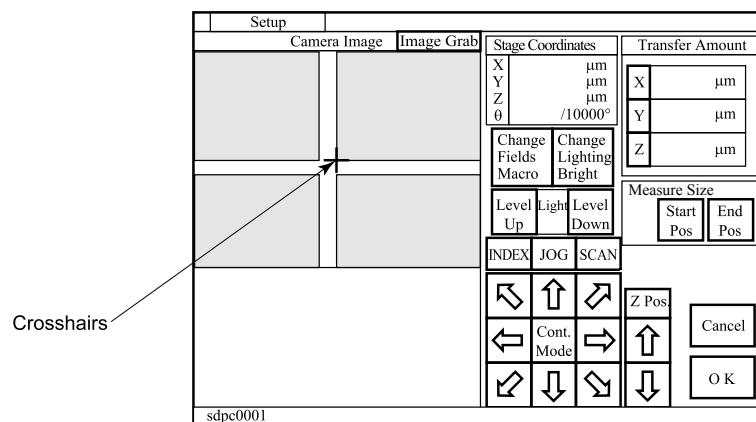 Setup
Camera Image Image Grab
Stage Coordinates
X μm
Y μm
Z μm
θ /10000°
Transfer Amount
X μm
Y μm
Z μm
Change
Fields
Macro
Change
Lighting
Bright
Measure Size
Start
Pos
End
Pos
Level
Up
Light
Level
Down
INDEX JOG SCAN
Z Pos.
Cont.
Mode
Cancel
O K
Crosshairs
sdpc0001